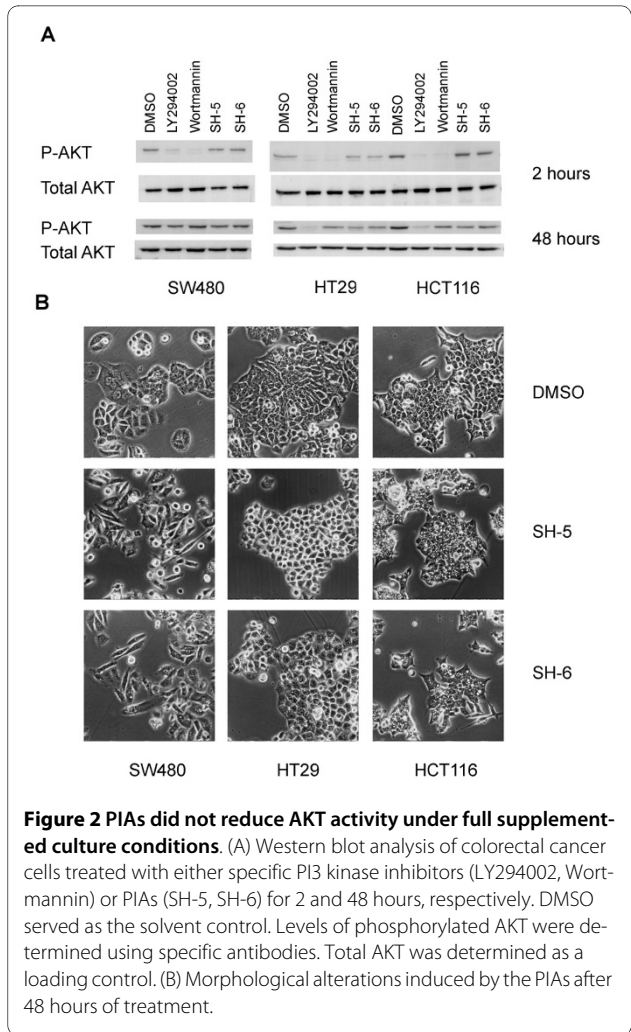 A
DMSO
LY294002
Wortmannin
SH-5
SH-6
DMSO
LY294002
Wortmannin
SH-5
SH-6
DMSO
LY294002
Wortmannin
SH-5
SH-6
P-AKT
2 hours
Total AKT
P-AKT
48 hours
Total AKT
SW480 HT29 HCT116
B
DMSO
SH-5
SH-6
SW480 HT29 HCT116
Figure 2 PIAs did not reduce AKT activity under full supplement-
ed culture conditions. (A) Western blot analysis of colorectal cancer
cells treated with either specific PI3 kinase inhibitors (LY294002, Wort-
mannin) or PIAs (SH-5, SH-6) for 2 and 48 hours, respectively. DMSO
served as the solvent control. Levels of phosphorylated AKT were de-
termined using specific antibodies. Total AKT was determined as a
loading control. (B) Morphological alterations induced by the PIAs after
48 hours of treatment.